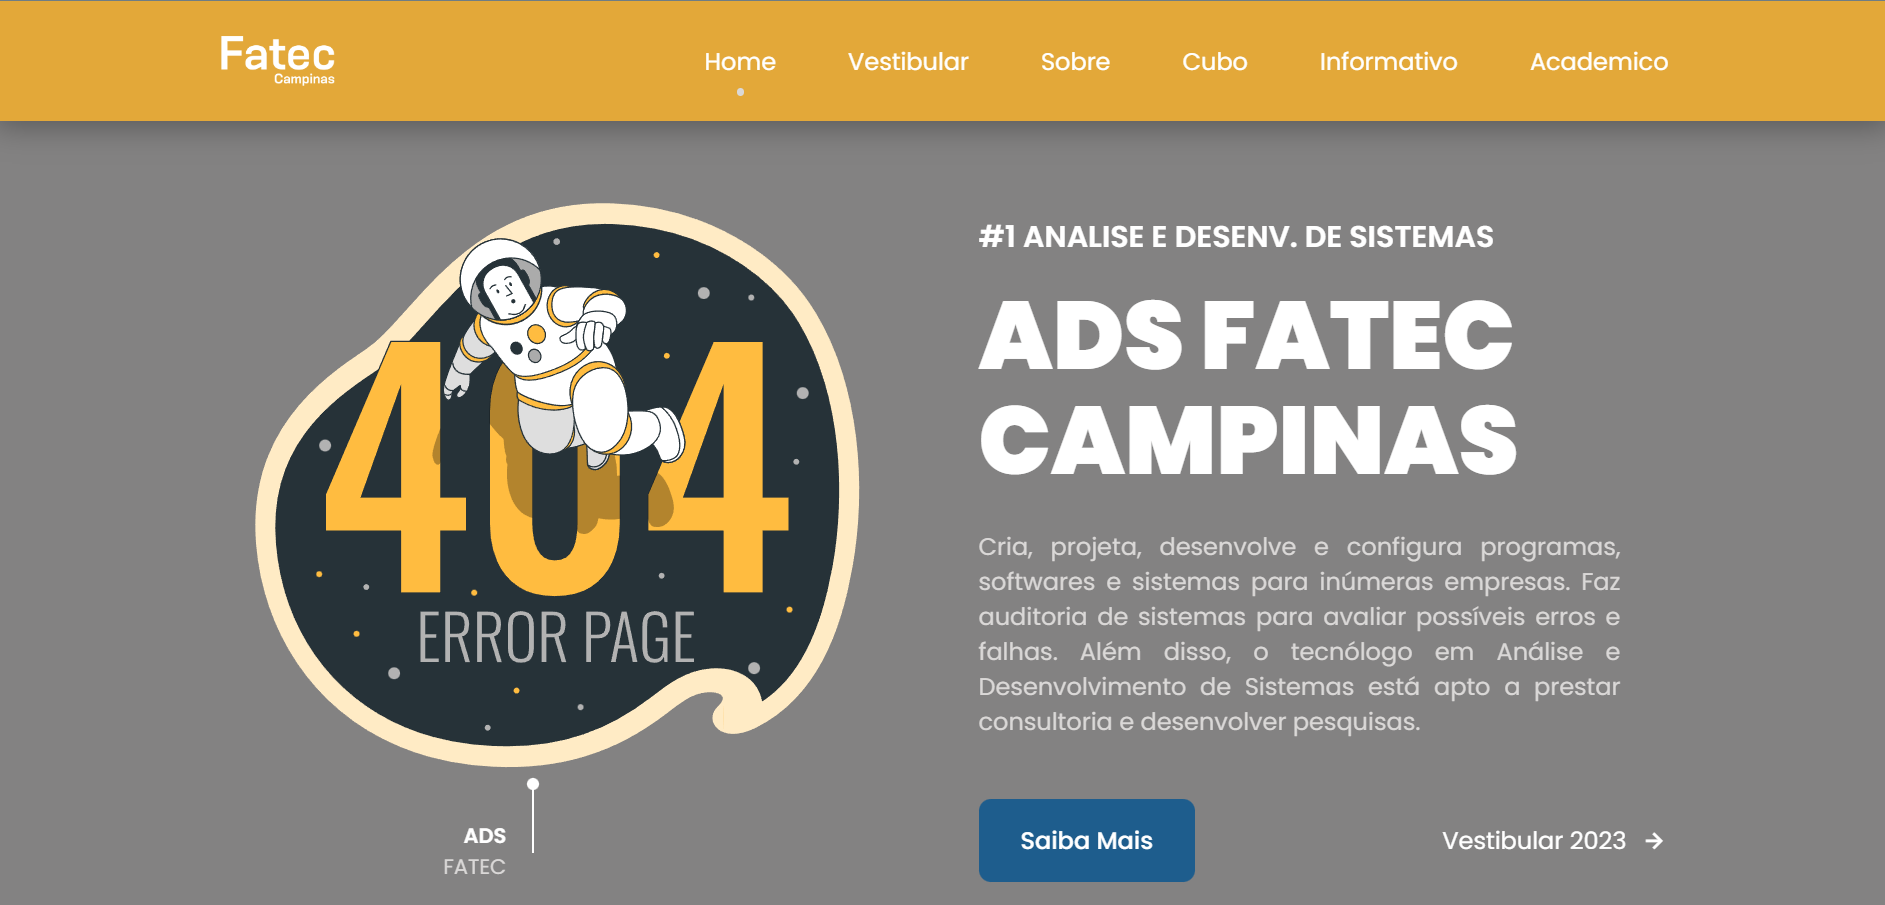 Fatec
Campinas
Home Vestibular Sobre Cubo Informativo Academico
404
ERROR PAGE
ADS
FATEC
#1 ANALISE E DESENV. DE SISTEMAS
ADS FATEC
CAMPINAS
Cria, projeta, desenvolve e configura programas,
softwares e sistemas para inúmeras empresas. Faz
auditoria de sistemas para avaliar possíveis erros e
falhas. Além disso, o tecnólogo em Análise e
Desenvolvimento de Sistemas está apto a prestar
consultoria e desenvolver pesquisas.
Saiba Mais
Vestibular 2023 →